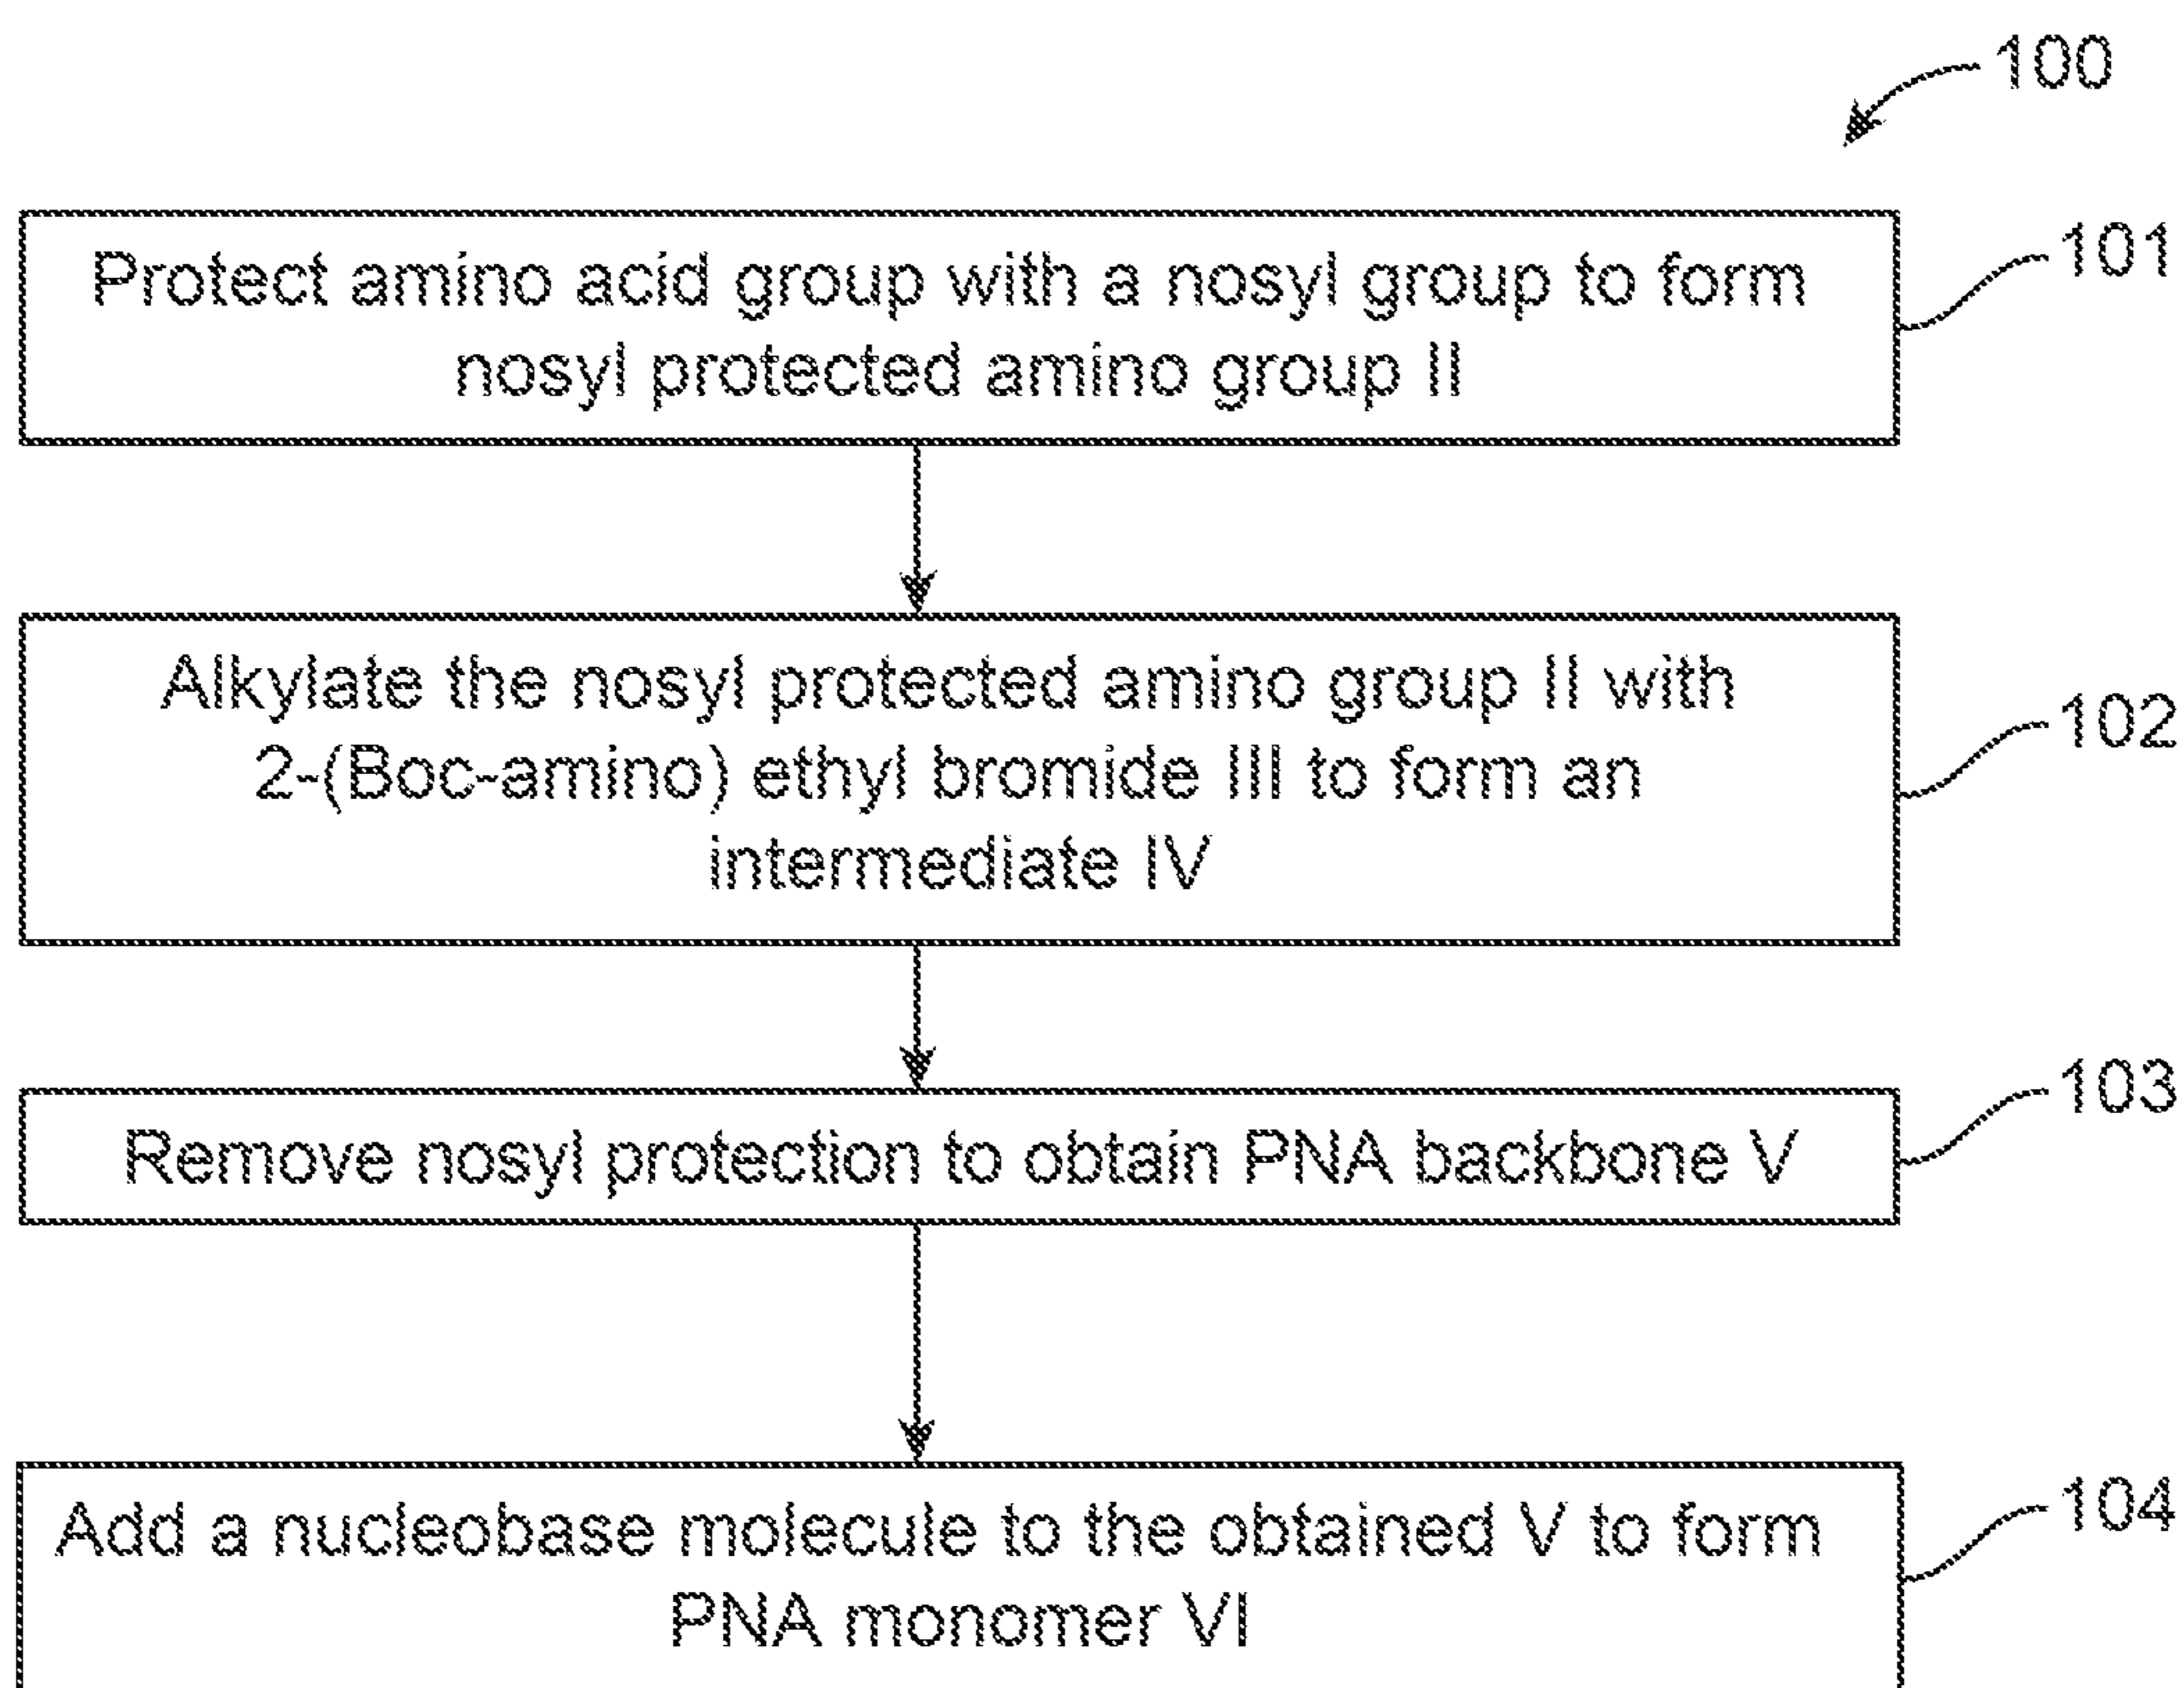 100
Protect amino acid group with a nosyl group to form
nosyl protected amino group II
101
Alkylate the nosyl protected amino group II with
2-(Boc-amino) ethyl bromide III to form an
intermediate IV
102
Remove nosyl protection to obtain PNA backbone V
103
Add a nucleobase molecule to the obtained V to form
PNA monomer VI
104